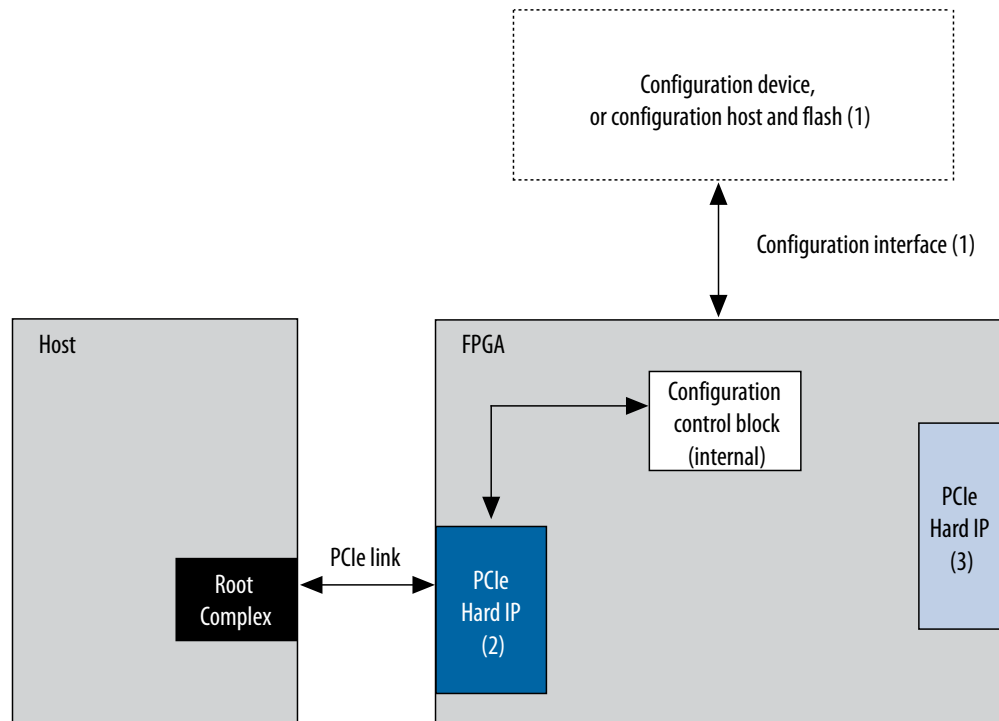 Configuration device,
or configuration host and flash (1)
Configuration interface (1)
Host
FPGA
Configuration
control block
(internal)
PCIe
Hard IP
(3)
PCIe link
Root
Complex
PCIe
Hard IP
(2)